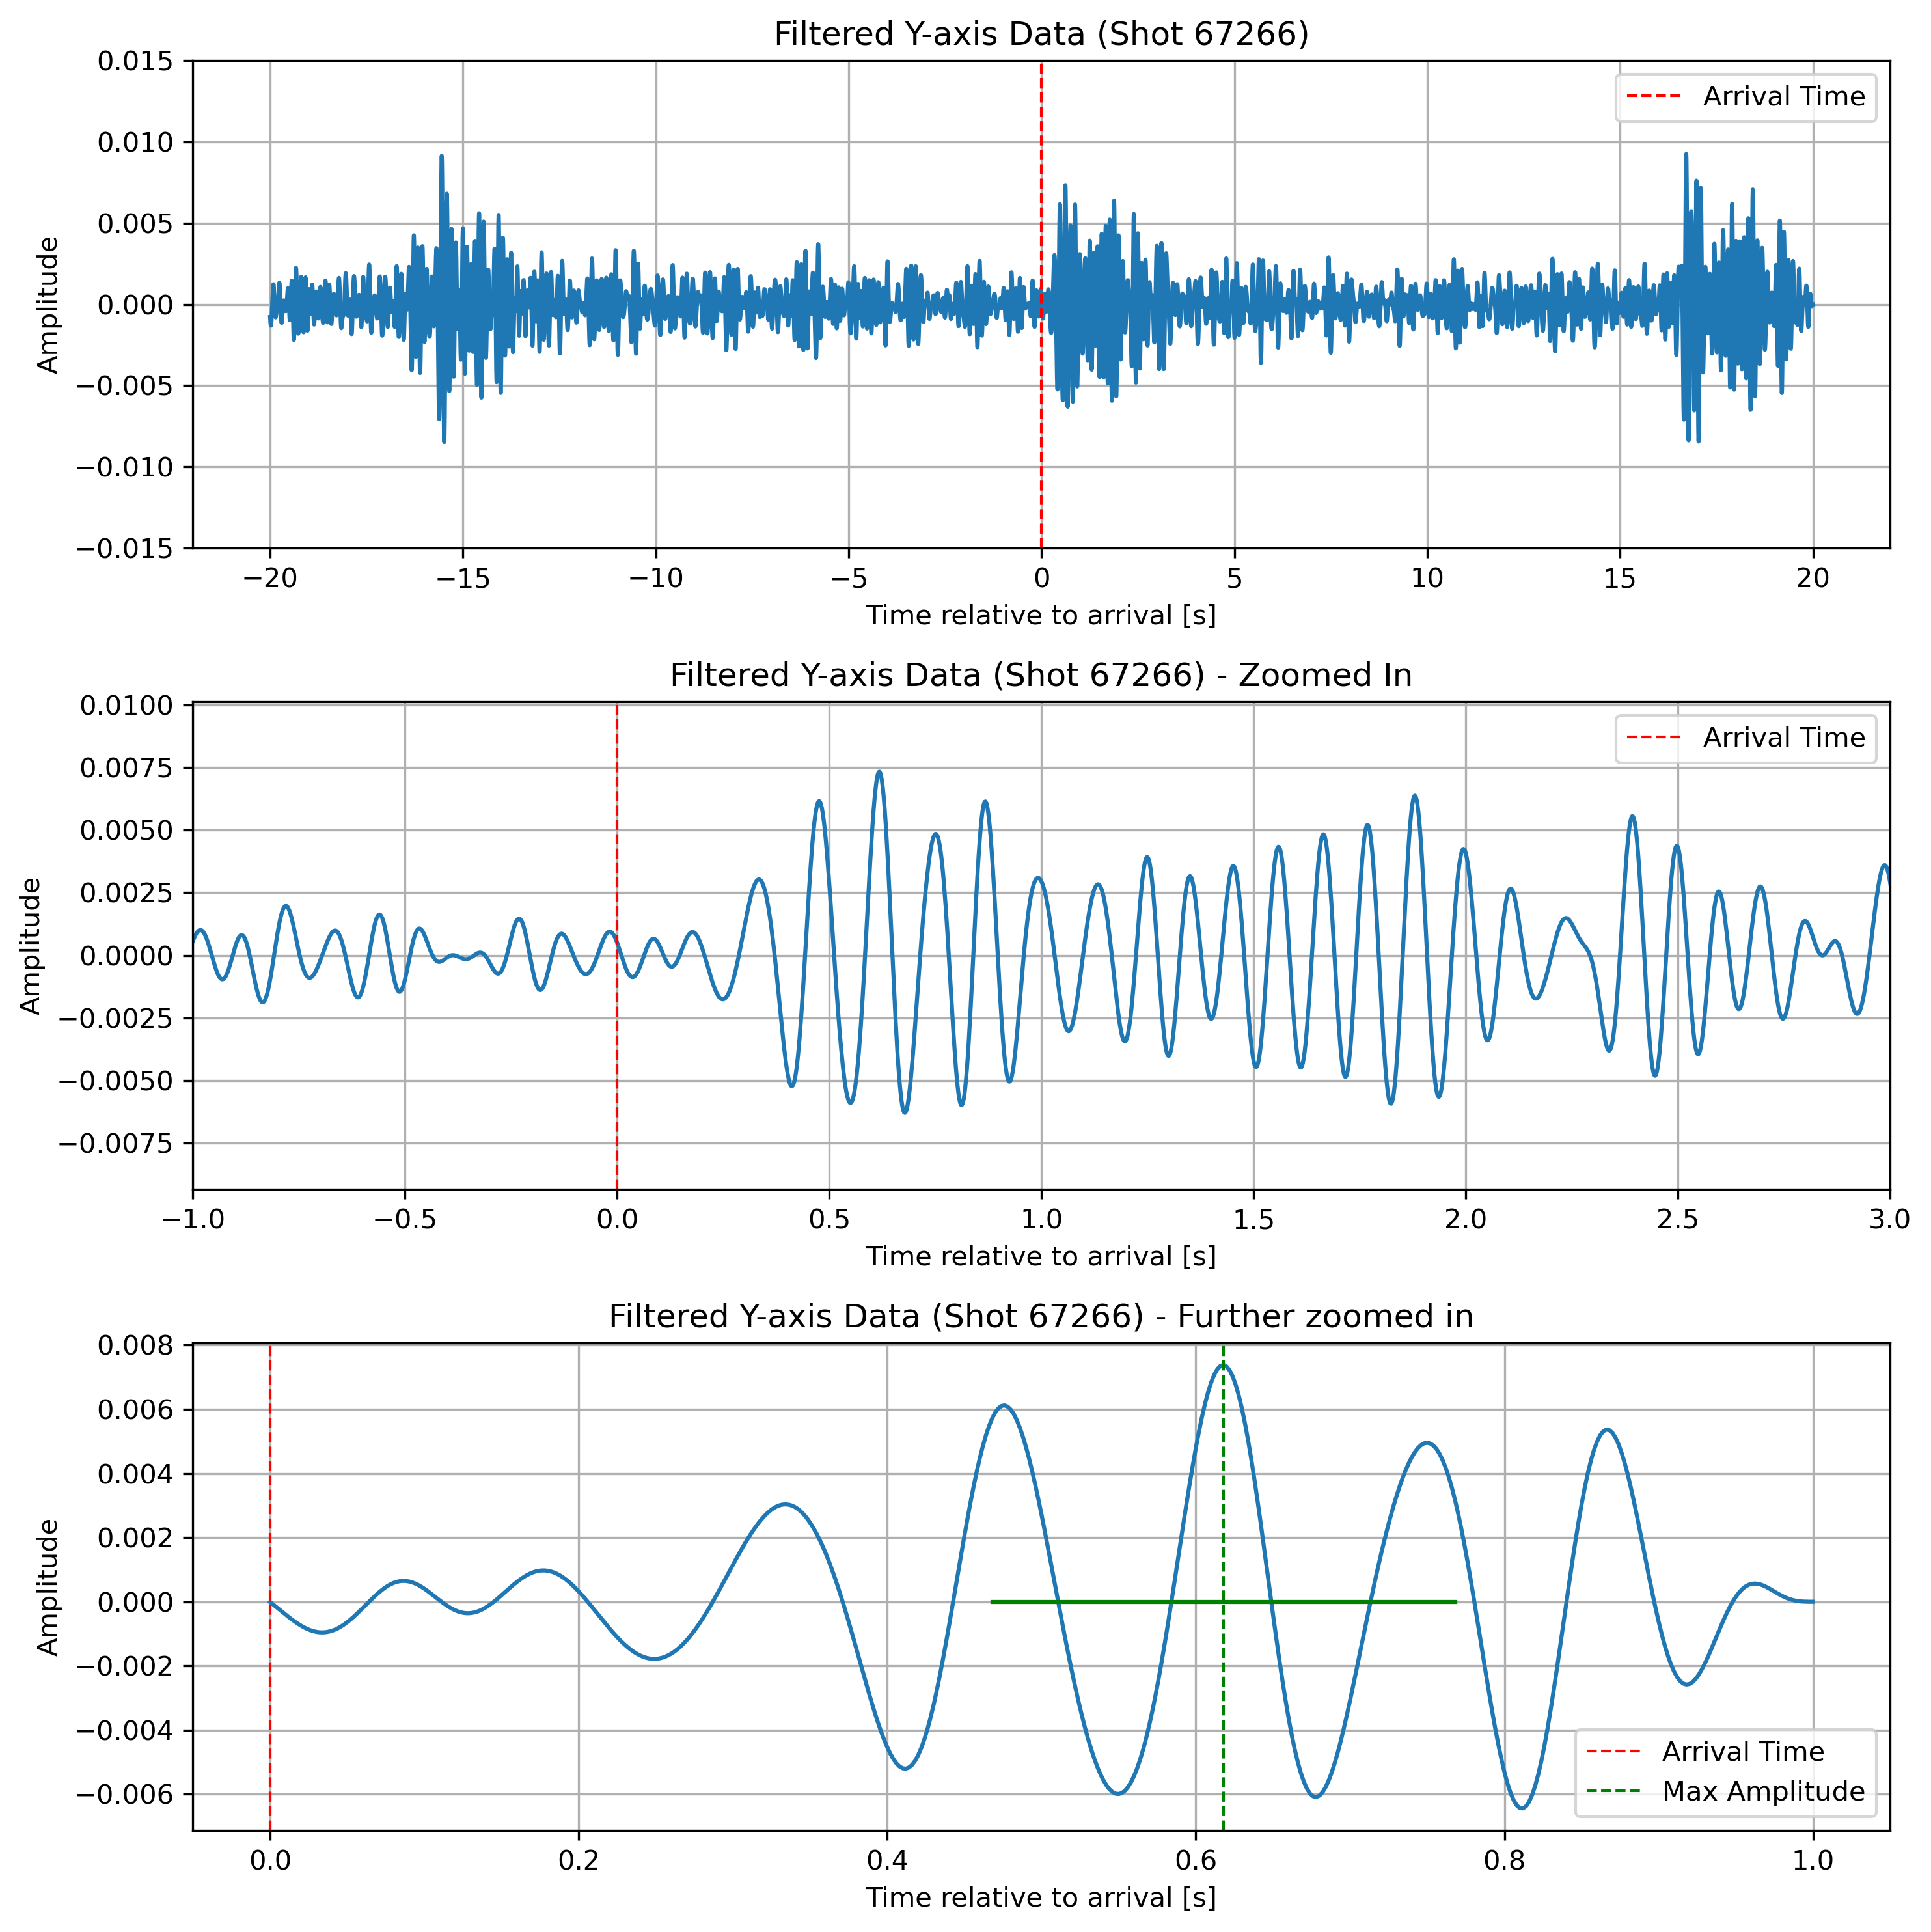 Filtered Y-axis Data (Shot 67266)
0.015
0.010
0.005
0.000
−0.005
−0.010
−0.015
Amplitude
Arrival Time
−20 −15 −10 −5 0 5 10 15 20
Time relative to arrival [s]
Filtered Y-axis Data (Shot 67266) - Zoomed In
0.0100
0.0075
0.0050
0.0025
0.0000
−0.0025
−0.0050
−0.0075
Amplitude
Arrival Time
−1.0 −0.5 0.0 0.5 1.0 1.5 2.0 2.5 3.0
Time relative to arrival [s]
Filtered Y-axis Data (Shot 67266) - Further zoomed in
0.008
0.006
0.004
0.002
0.000
−0.002
−0.004
−0.006
Amplitude
Arrival Time
Max Amplitude
0.0 0.2 0.4 0.6 0.8 1.0
Time relative to arrival [s]